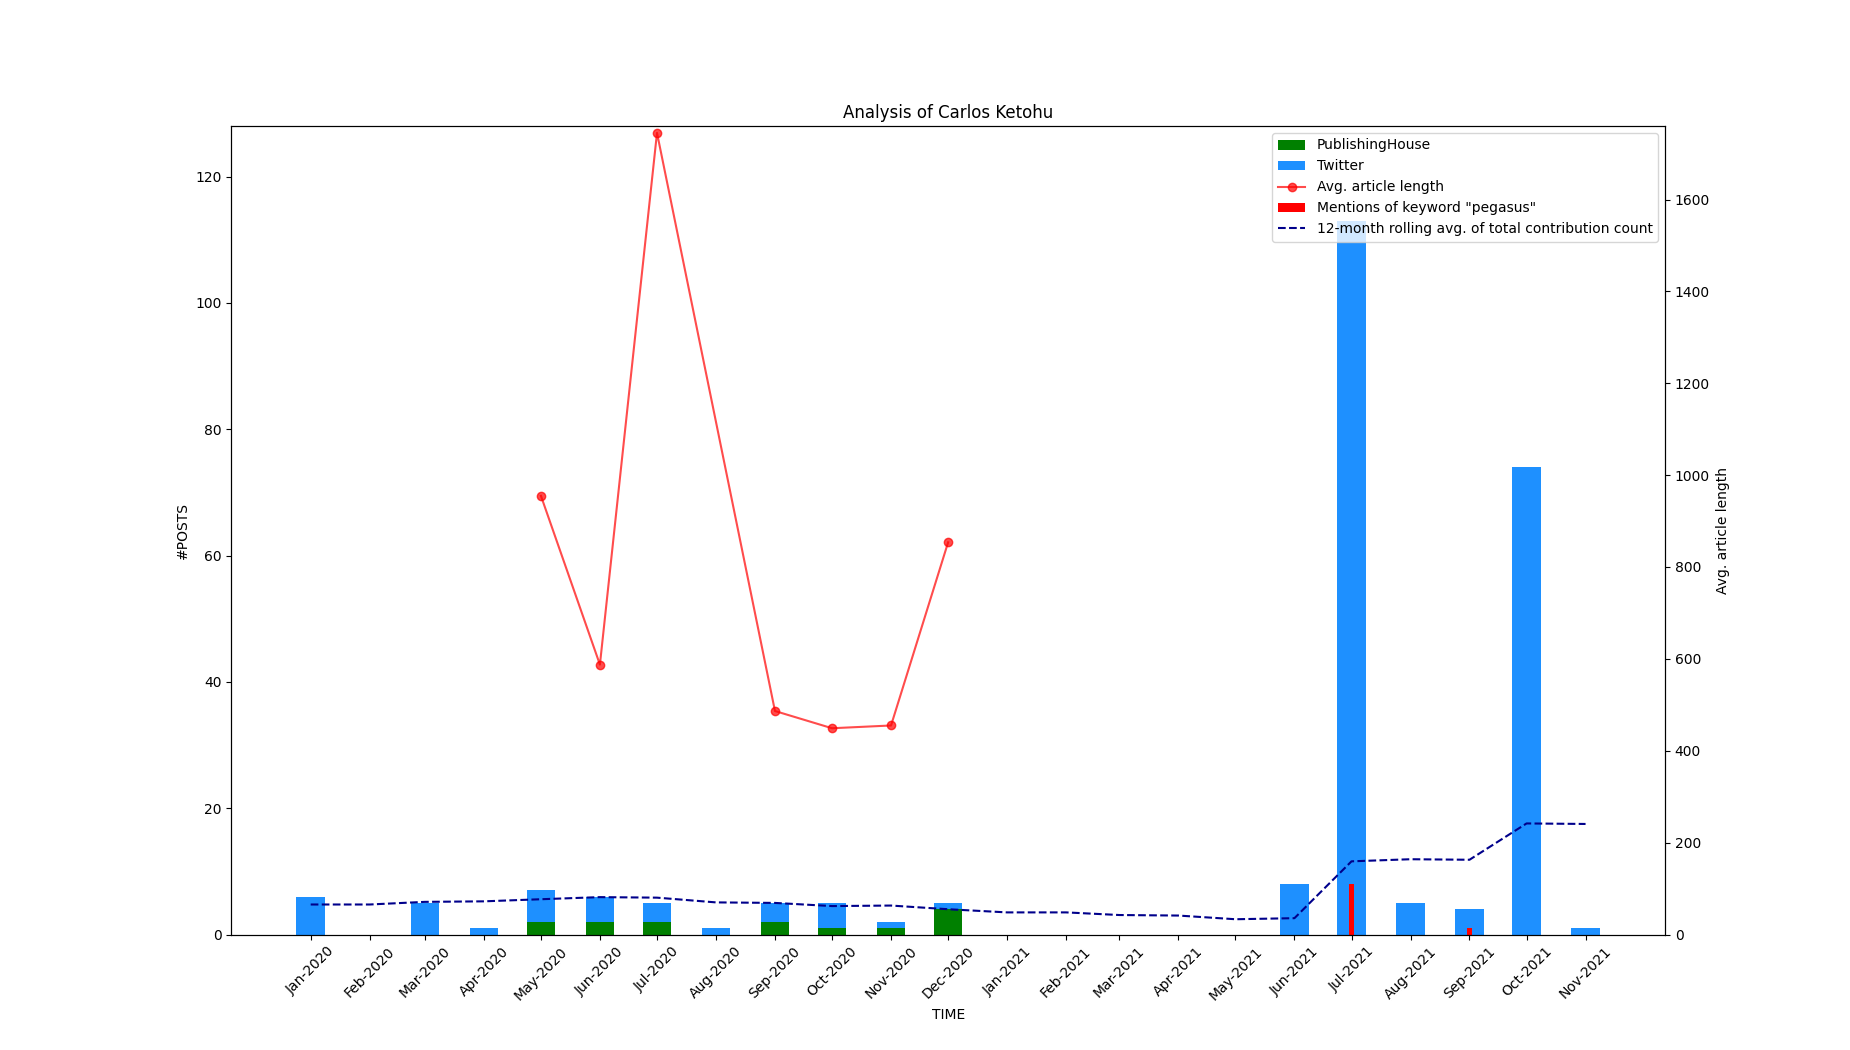 Analysis of Carlos Ketohu
PublishingHouse
Twitter
Avg. article length
Mentions of keyword "pegasus"
12-month rolling avg. of total contribution count
#POSTS
120
100
80
60
40
20
0
1600
1400
1200
1000
800
600
400
200
0
Avg. article length
Jan-2020
Feb-2020
Mar-2020
Apr-2020
May-2020
Jun-2020
Jul-2020
Aug-2020
Sep-2020
Oct-2020
Nov-2020
Dec-2020
Jan-2021
Feb-2021
Mar-2021
Apr-2021
May-2021
Jun-2021
Jul-2021
Aug-2021
Sep-2021
Oct-2021
Nov-2021
TIME